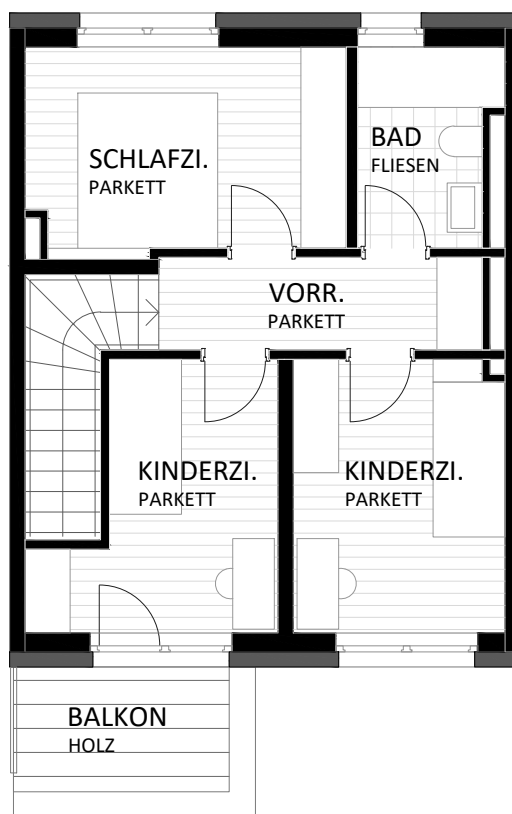 SCHLAFZI.
PARKETT
BAD
FLIESEN
VORR.
PARKETT
KINDERZI.
PARKETT
KINDERZI.
PARKETT
BALKON
HOLZ